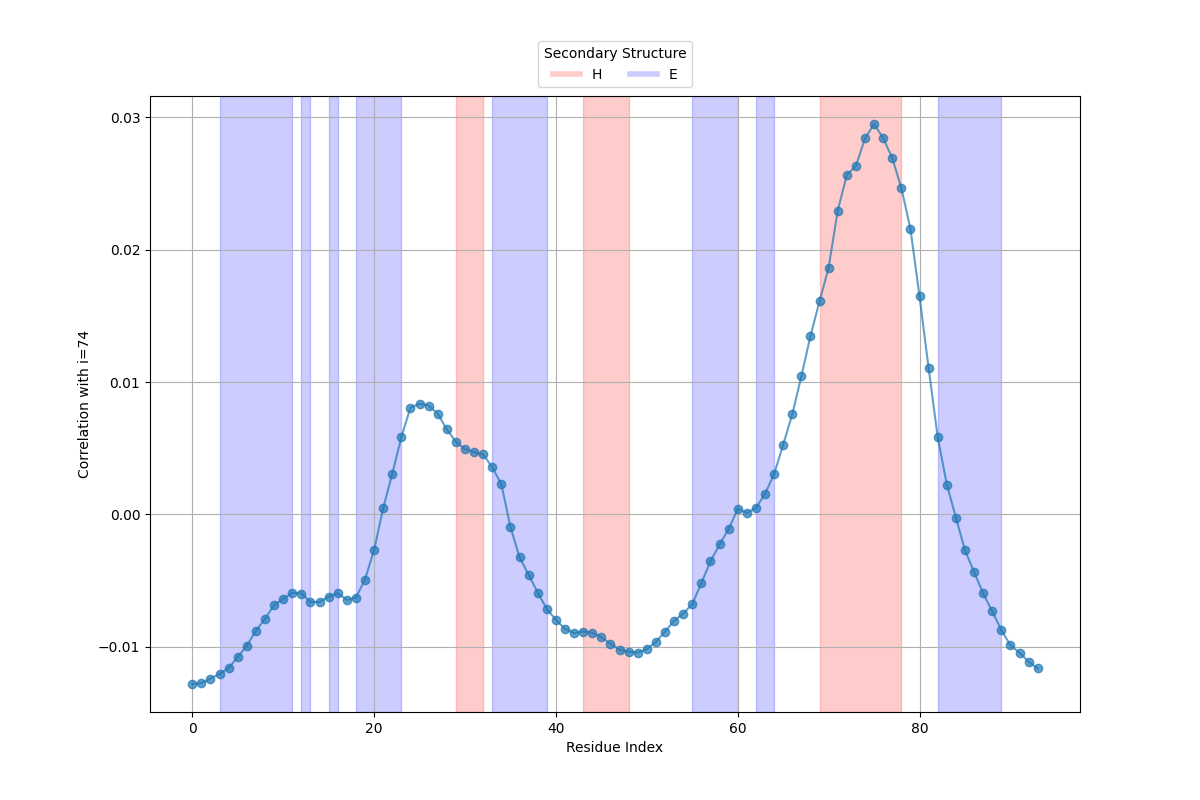 Secondary Structure
H E
0.03
0.02
0.01
0.00
−0.01
Correlation with i=74
0 20 40 60 80
Residue Index